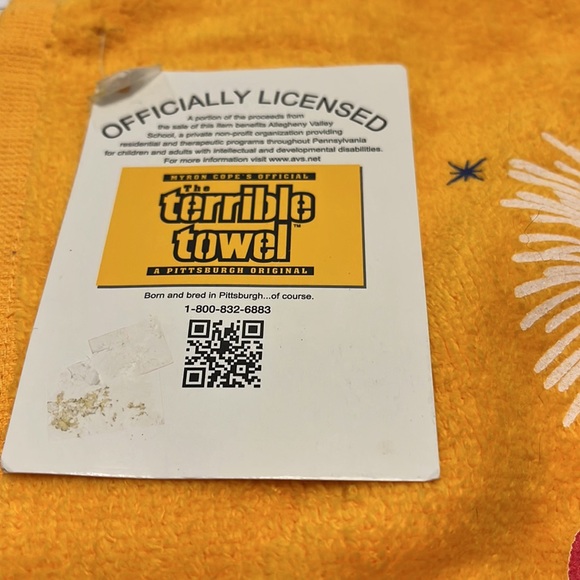 OFFICIALLY LICENSED
A portion of the proceeds from
the sale of this item benefits Allegheny Valley
School, a private non-profit organization providing
residential and therapeutic programs throughout Pennsylvania
for children and adults with intellectual and developmental disabilities.
For more information visit www.avs.net
MYRON COPE'S OFFICIAL
The
terrible
towel™
A PITTSBURGH ORIGINAL
Born and bred in Pittsburgh...of course.
1-800-832-6883